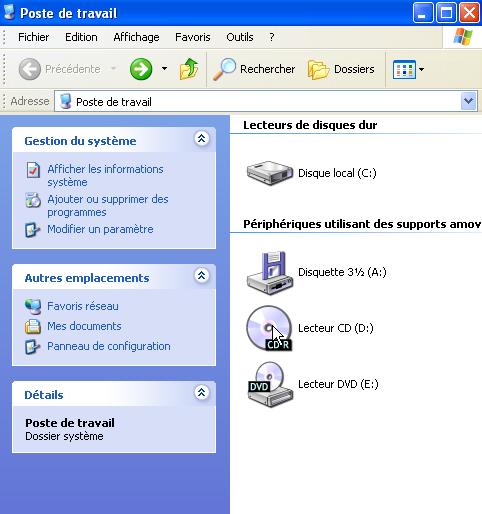 Poste de travail
Fichier Edition Affichage Favoris Outils ?
Précédente Rechercher Dossiers
Adresse Poste de travail
Gestion du système
Afficher les informations
système
Ajouter ou supprimer des
programmes
Modifier un paramètre
Autres emplacements
Favoris réseau
Mes documents
Panneau de configuration
Détails
Poste de travail
Dossier système
Lecteurs de disques dur
Disque local (C:)
Périphériques utilisant des supports amov
Disquette 3½ (A:)
CD-R
Lecteur CD (D:)
DVD
Lecteur DVD (E:)